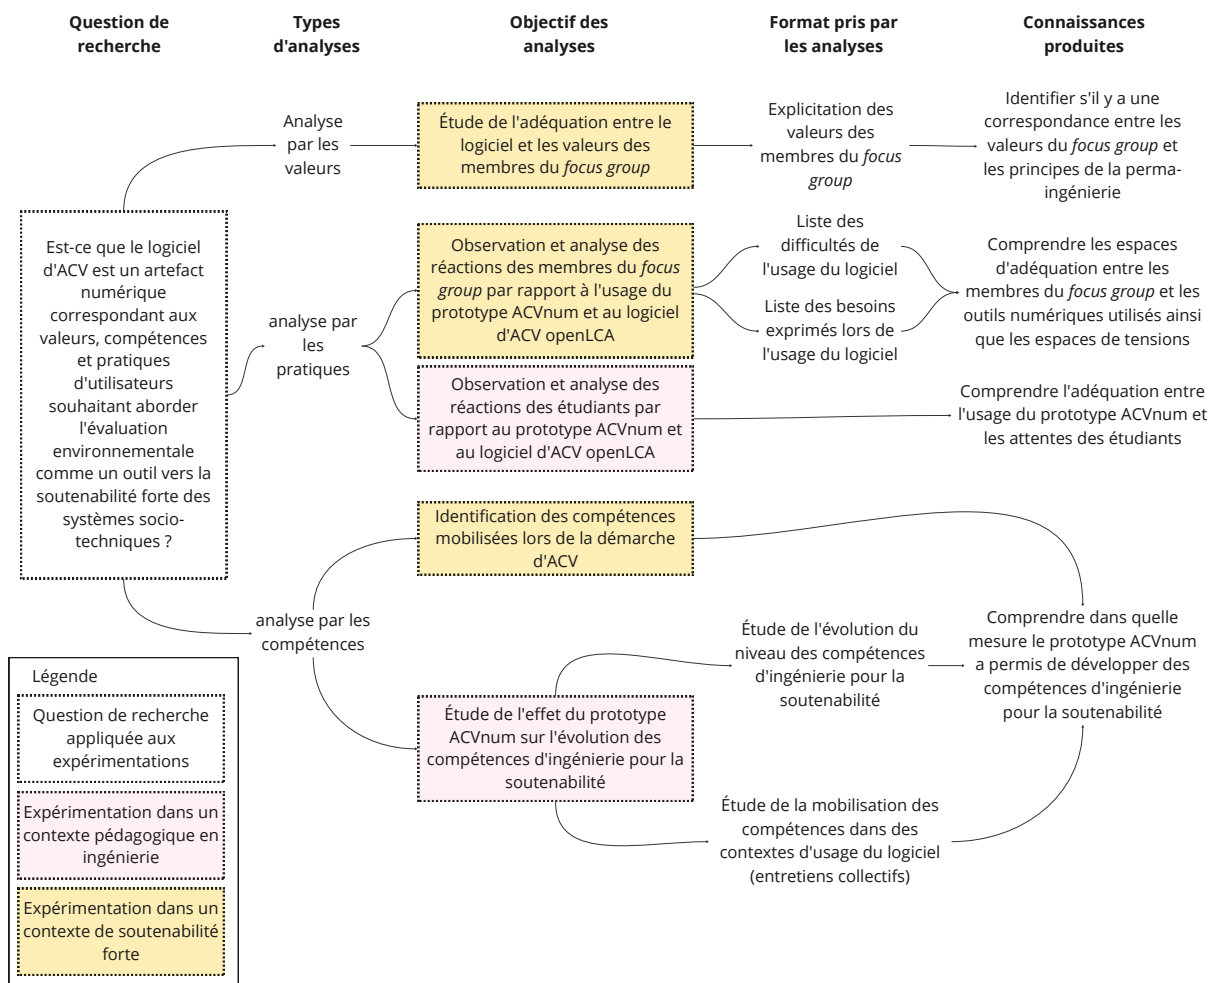 Question de
recherche
Types
d'analyses
Objectif des
analyses
Format pris par
les analyses
Connaissances
produites
Analyse
par les
valeurs
Étude de l'adéquation entre le
logiciel et les valeurs des
membres du focus group
Explicitation des
valeurs des
membres du focus
group
Identifier s'il y a une
correspondance entre les
valeurs du focus group et
les principes de la perma-
ingénierie
Est-ce que le logiciel
d'ACV est un artefact
numérique
correspondant aux
valeurs, compétences
et pratiques
d'utilisateurs
souhaitant aborder
l'évaluation
environnementale
comme un outil vers la
soutenabilité forte des
systèmes socio-
techniques ?
analyse par
les
pratiques
Observation et analyse des
réactions des membres du focus
group par rapport à l'usage du
prototype ACVnum et au logiciel
d'ACV openLCA
Liste des
difficultés de
l'usage du logiciel
Liste des besoins
exprimés lors de
l'usage du logiciel
Comprendre les espaces
d'adéquation entre les
membres du focus group et les
outils numériques utilisés ainsi
que les espaces de tensions
Observation et analyse des
réactions des étudiants par
rapport au prototype ACVnum et
au logiciel d'ACV openLCA
Comprendre l'adéquation entre
l'usage du prototype ACVnum et
les attentes des étudiants
analyse par les
compétences
Identification des compétences
mobilisées lors de la démarche
d'ACV
Étude de l'effet du prototype
ACVnum sur l'évolution des
compétences d'ingénierie pour la
soutenabilité
Étude de l'évolution du
niveau des compétences
d'ingénierie pour la
soutenabilité
Étude de la mobilisation des
compétences dans des
contextes d'usage du logiciel
(entretiens collectifs)
Comprendre dans quelle
mesure le prototype ACVnum
a permis de développer des
compétences d'ingénierie
pour la soutenabilité
Légende
Question de recherche
appliquée aux
expérimentations
Expérimentation dans un
contexte pédagogique en
ingénierie
Expérimentation dans un
contexte de soutenabilité
forte